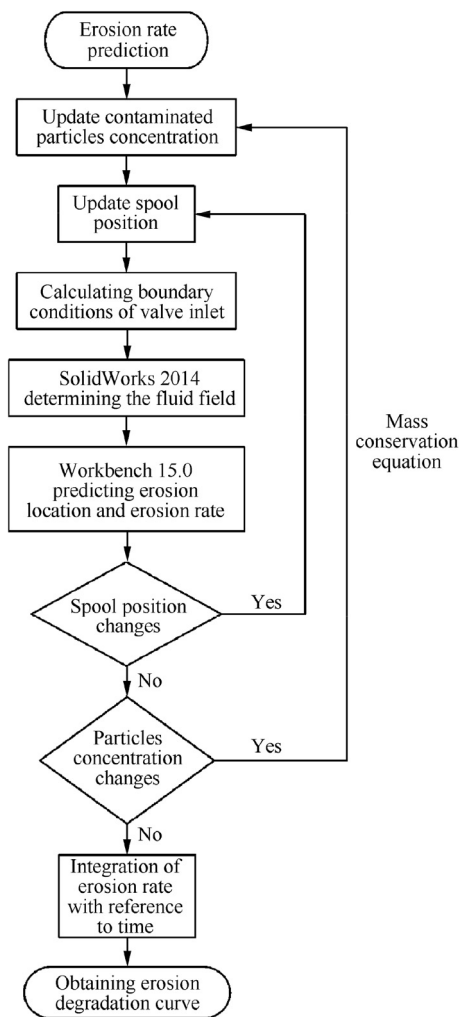 Erosion rate
prediction
Update contaminated
particles concentration
Update spool
position
Calculating boundary
conditions of valve inlet
SolidWorks 2014
determining the fluid field
Mass
conservation
equation
Workbench 15.0
predicting erosion
location and erosion rate
Spool position
changes
Yes
No
Particles
concentration
changes
Yes
No
Integration of
erosion rate
with reference
to time
Obtaining erosion
degradation curve